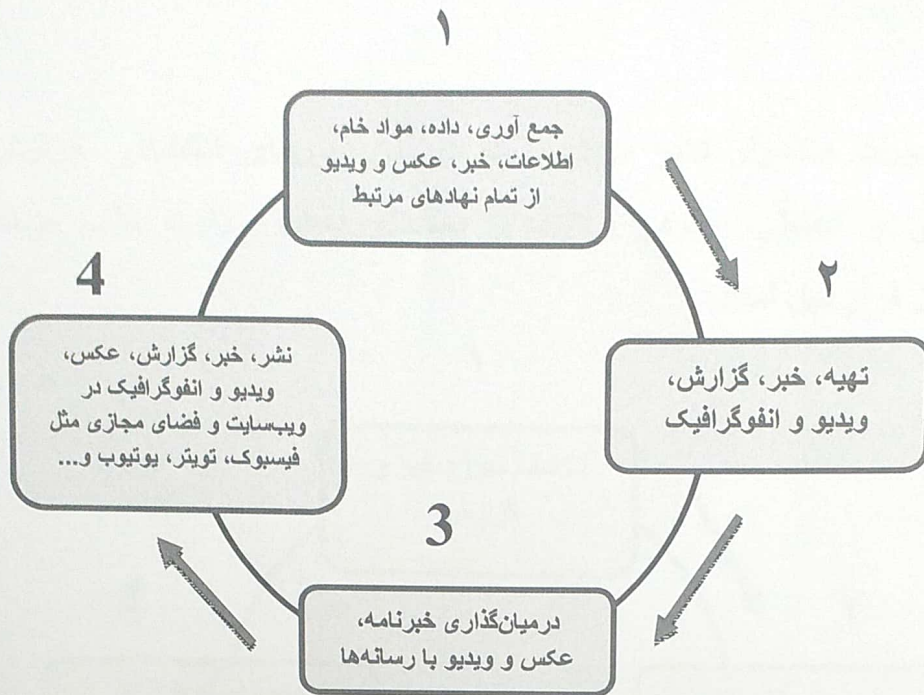 ۱
جمع آوری، داده، مواد خام،
اطلاعات، خبر، عکس و ویدیو
از تمام نهادهای مرتبط
۲
تهیه، خبر، گزارش،
ویدیو و انفوگرافیک
3
درمیان‌گذاری خبرنامه،
عکس و ویدیو با رسانه‌ها
4
نشر، خبر، گزارش، عکس،
ویدیو و انفوگرافیک در
ویب‌سایت و فضای مجازی مثل
فیسبوک، تویتر، یوتیوب و...